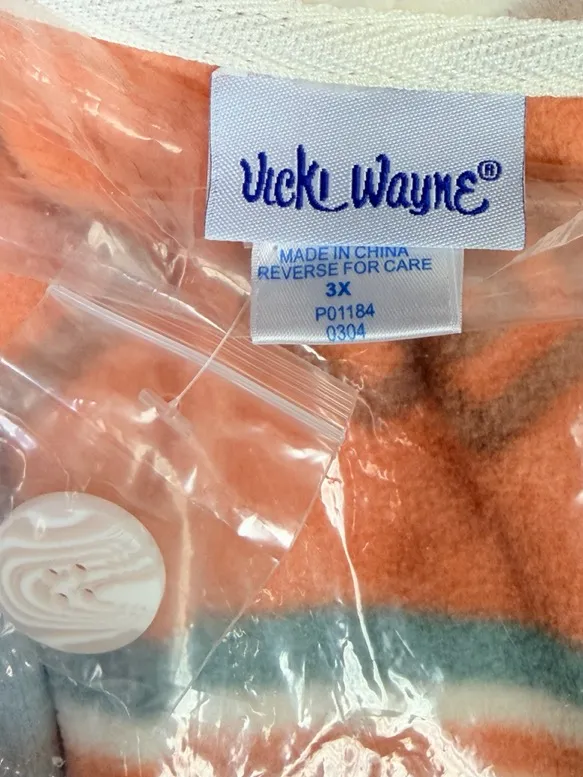 Vicki Wayne®
MADE IN CHINA
REVERSE FOR CARE
3X
P01184
0304